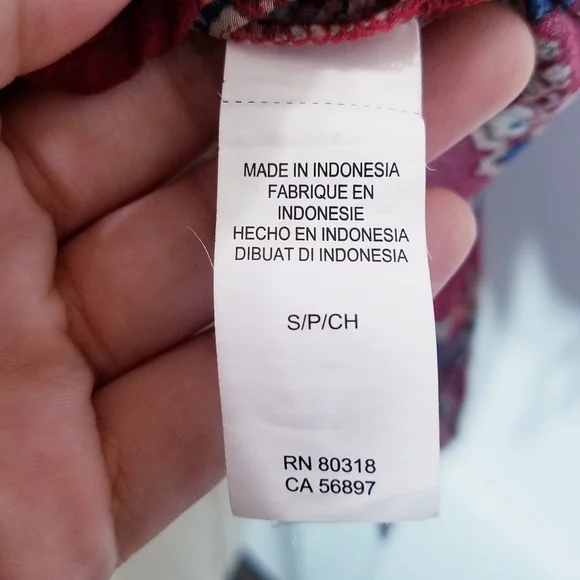 MADE IN INDONESIA
FABRIQUE EN
INDONESIE
HECHO EN INDONESIA
DIBUAT DI INDONESIA
S/P/CH
RN 80318
CA 56897